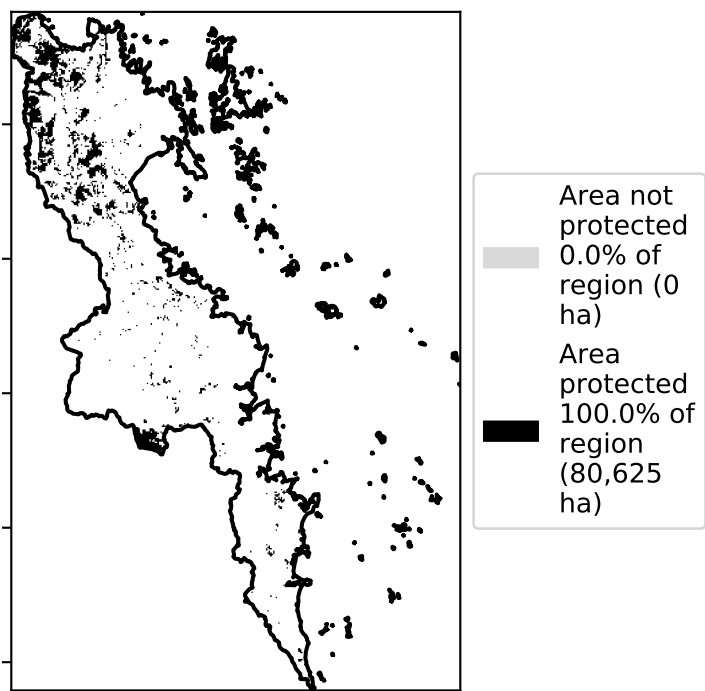 Area not
protected
0.0% of
region (0
ha)
Area
protected
100.0% of
region
(80,625
ha)